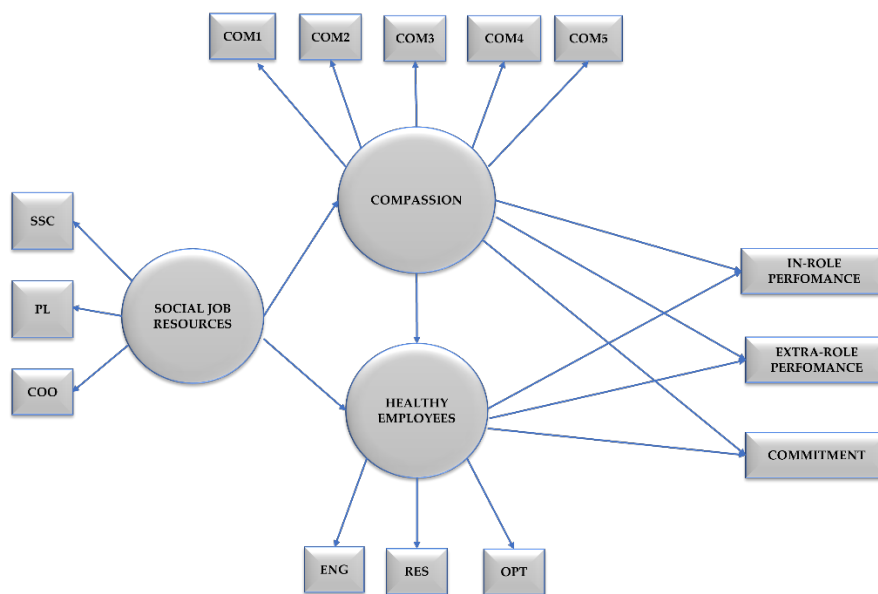 COM1
COM2
COM3
COM4
COM5
COMPASSION
SSC
PL
COO
SOCIAL JOB
RESOURCES
IN-ROLE
PERFOMANCE
EXTRA-ROLE
PERFOMANCE
COMMITMENT
HEALTHY
EMPLOYEES
ENG
RES
OPT